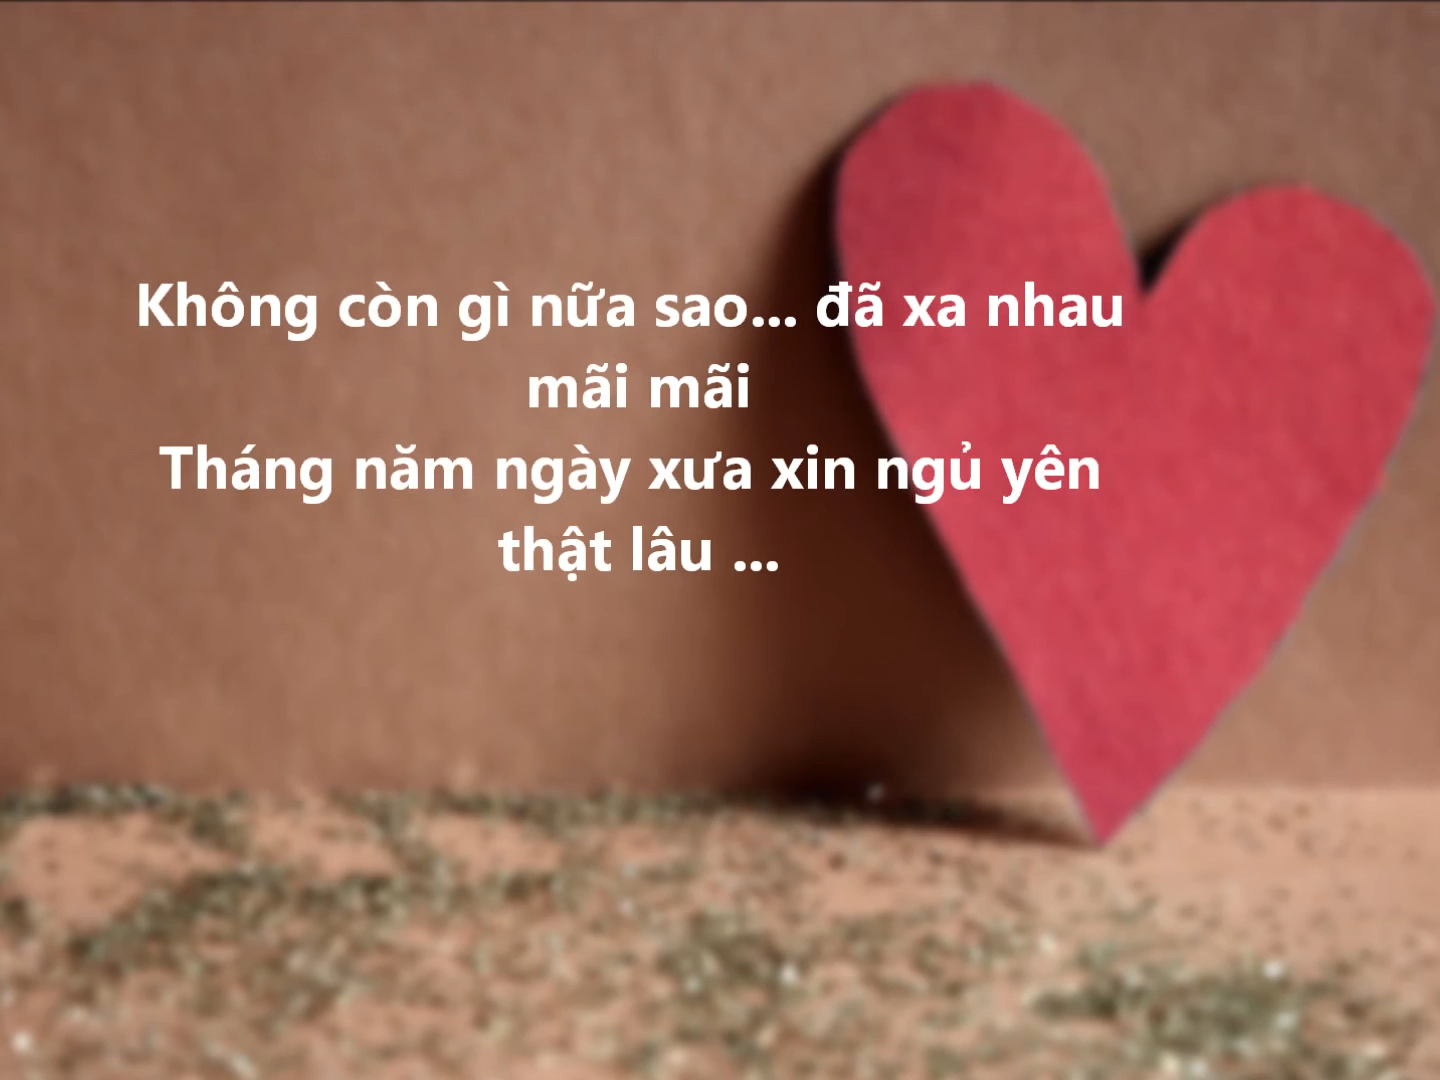 Không còn gì nữa sao... đã xa nhau
mãi mãi
Tháng năm ngày xưa xin ngủ yên
thật lâu ...